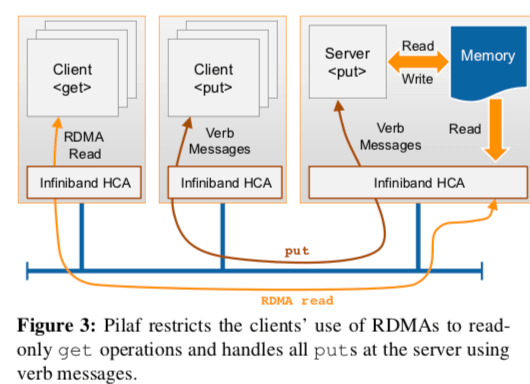 Client
<get>
Client
<put>
Server
<put>
Read
Write
Memory
RDMA
Read
Verb
Messages
Verb
Messages
Read
Infiniband HCA
Infiniband HCA
Infiniband HCA
put
RDMA read
Figure 3: Pilaf restricts the clients’ use of RDMAs to read-
only get operations and handles all puts at the server using
verb messages.